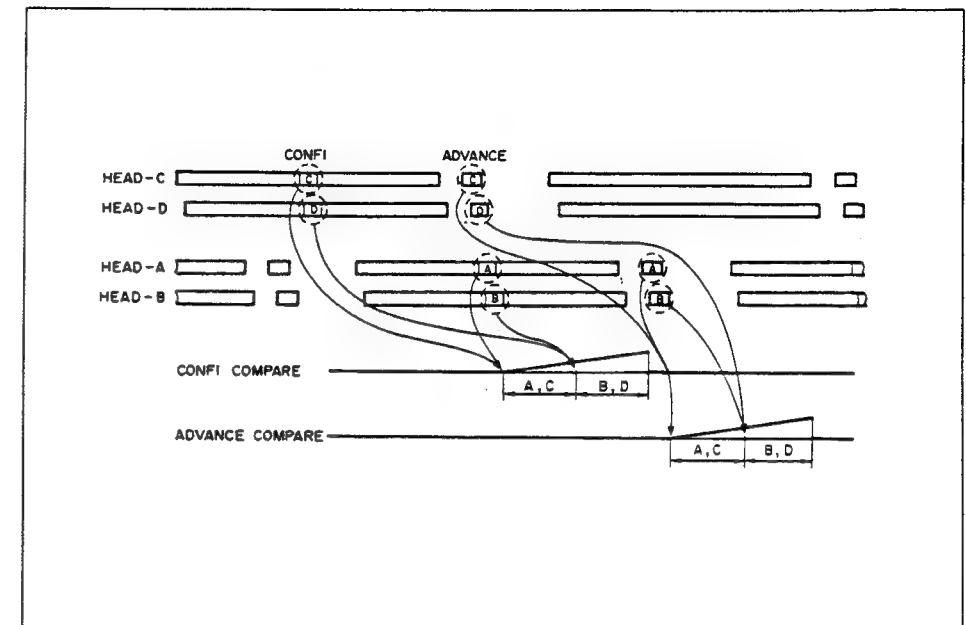 CONFI ADVANCE
HEAD-C C C
HEAD-D D D
HEAD-A A A
HEAD-B B B
CONFI COMPARE
A, C B, D
ADVANCE COMPARE
A, C B, D